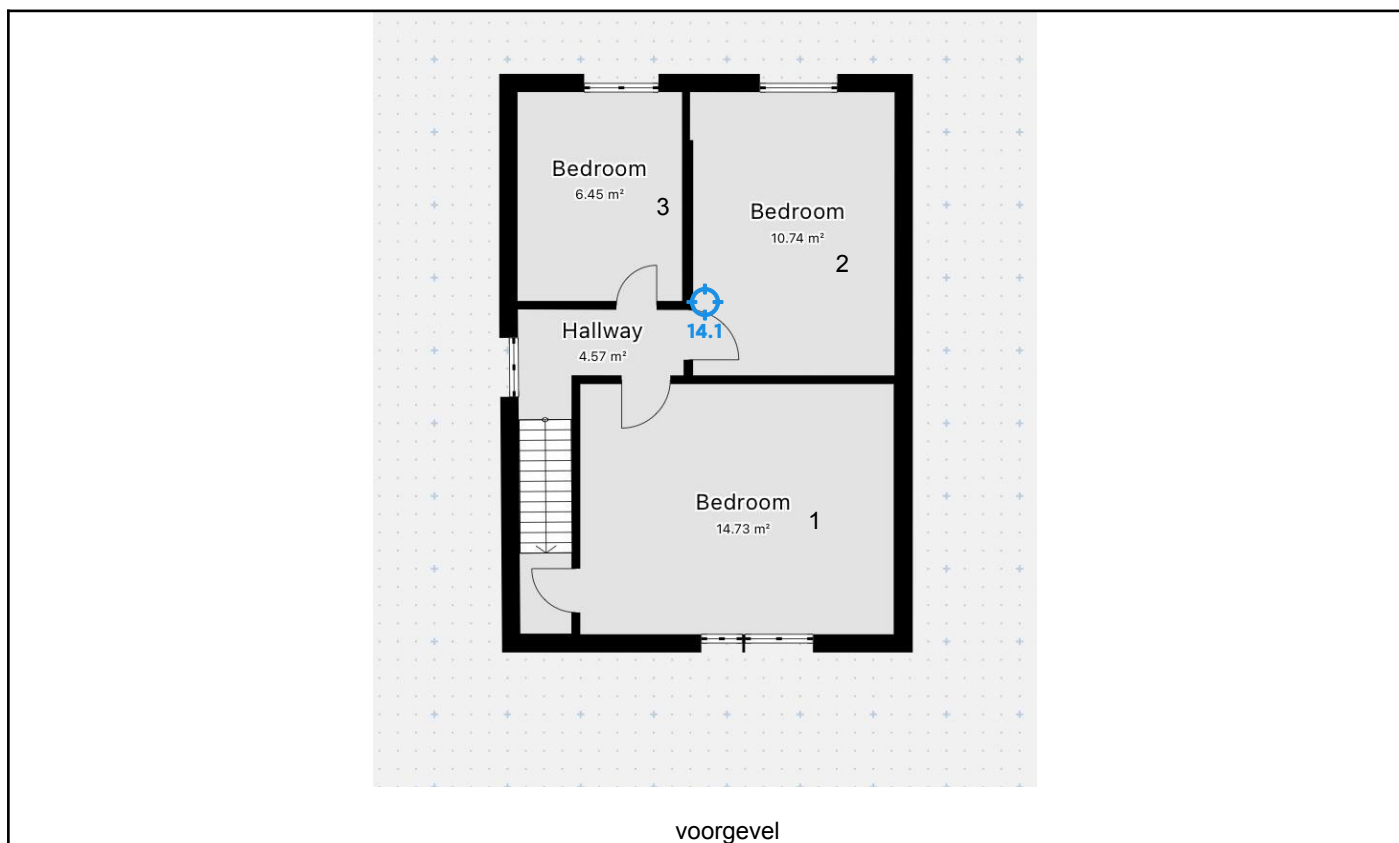 Bedroom
6.45 m²
3
Bedroom
10.74 m²
2
Hallway
4.57 m²
14.1
Bedroom
14.73 m²
1
voorgevel